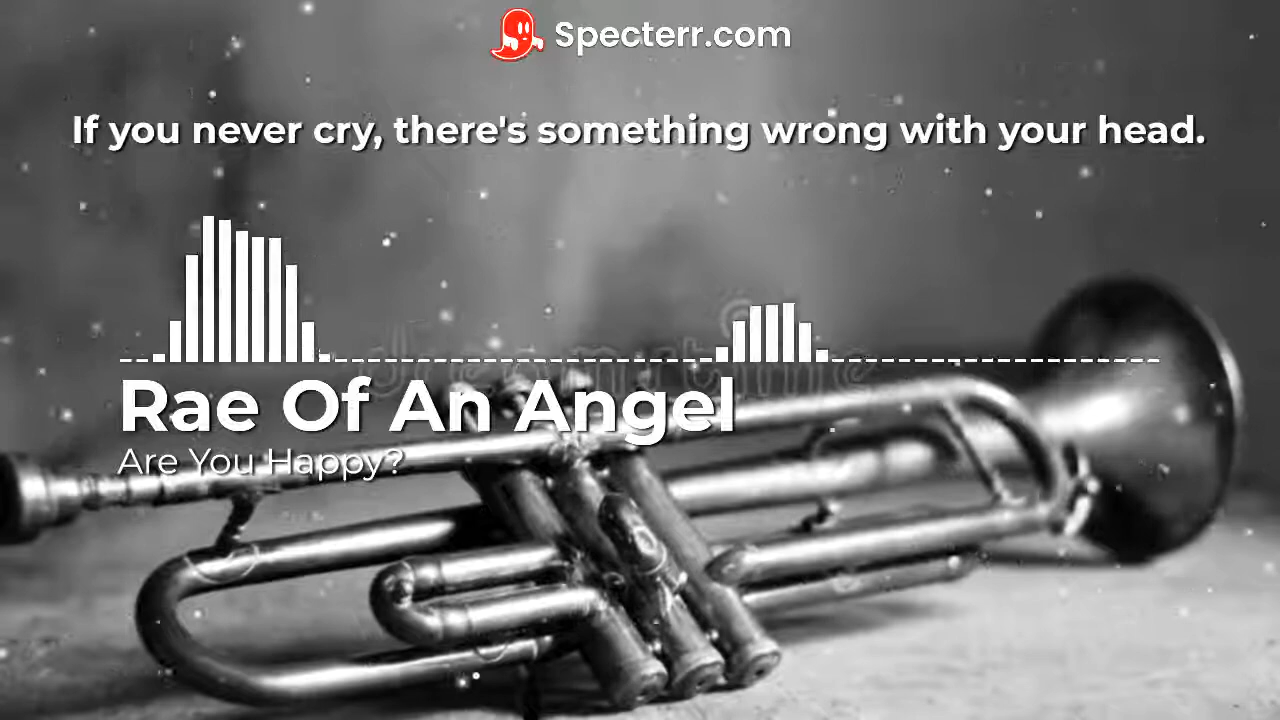 Specterr.com
If you never cry, there's something wrong with your head.
dreamstime
Rae Of An Angel
Are You Happy?